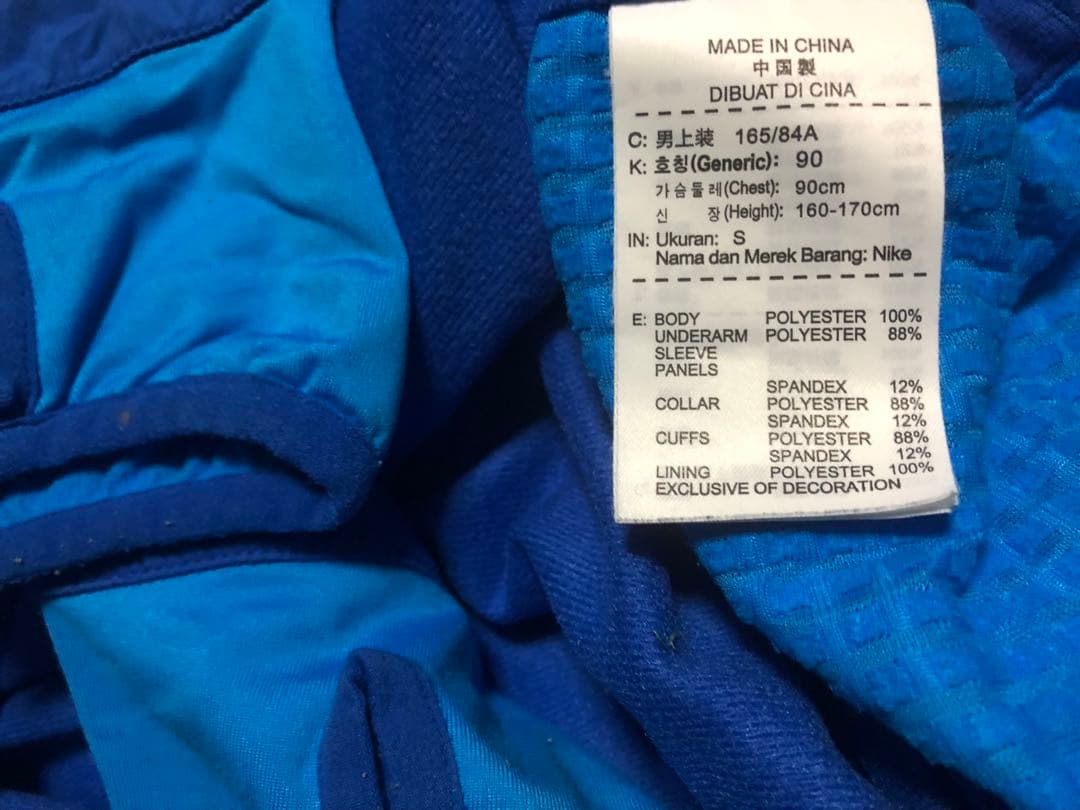 MADE IN CHINA
中国製
DIBUAT DI CINA
C: 男上装 165/84A
K: 호칭(Generic): 90
가슴둘레(Chest): 90cm
신 장(Height): 160-170cm
IN: Ukuran: S
Nama dan Merek Barang: Nike
E: BODY POLYESTER 100%
UNDERARM POLYESTER 88%
SLEEVE
PANELS
SPANDEX 12%
COLLAR POLYESTER 88%
SPANDEX 12%
CUFFS POLYESTER 88%
SPANDEX 12%
LINING POLYESTER 100%
EXCLUSIVE OF DECORATION